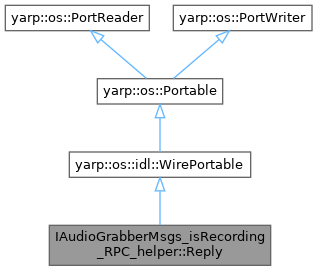 yarp::os::PortReader
yarp::os::PortWriter
yarp::os::Portable
yarp::os::idl::WirePortable
IAudioGrabberMsgs_isRecording
_RPC_helper::Reply